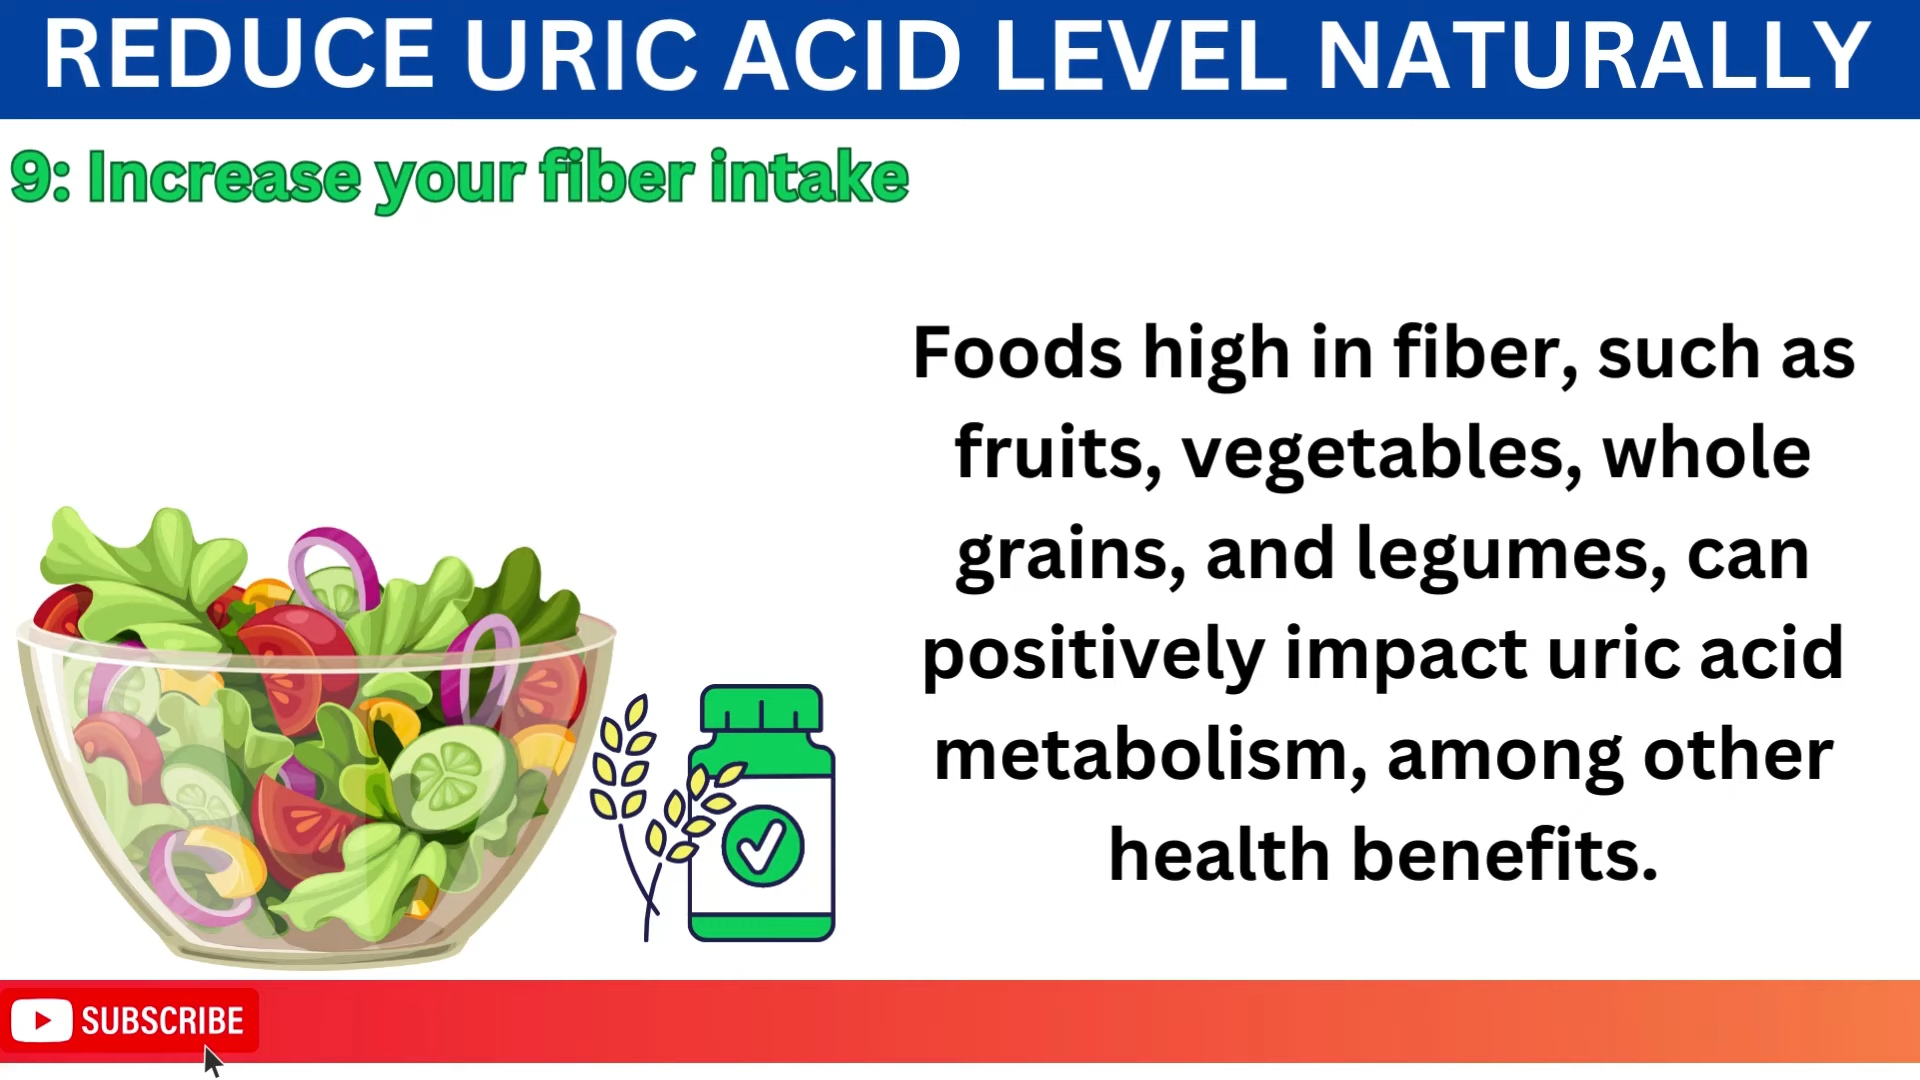 REDUCE URIC ACID LEVEL NATURALLY
9: Increase your fiber intake
Foods high in fiber, such as
fruits, vegetables, whole
grains, and legumes, can
positively impact uric acid
metabolism, among other
health benefits.
SUBSCRIBE